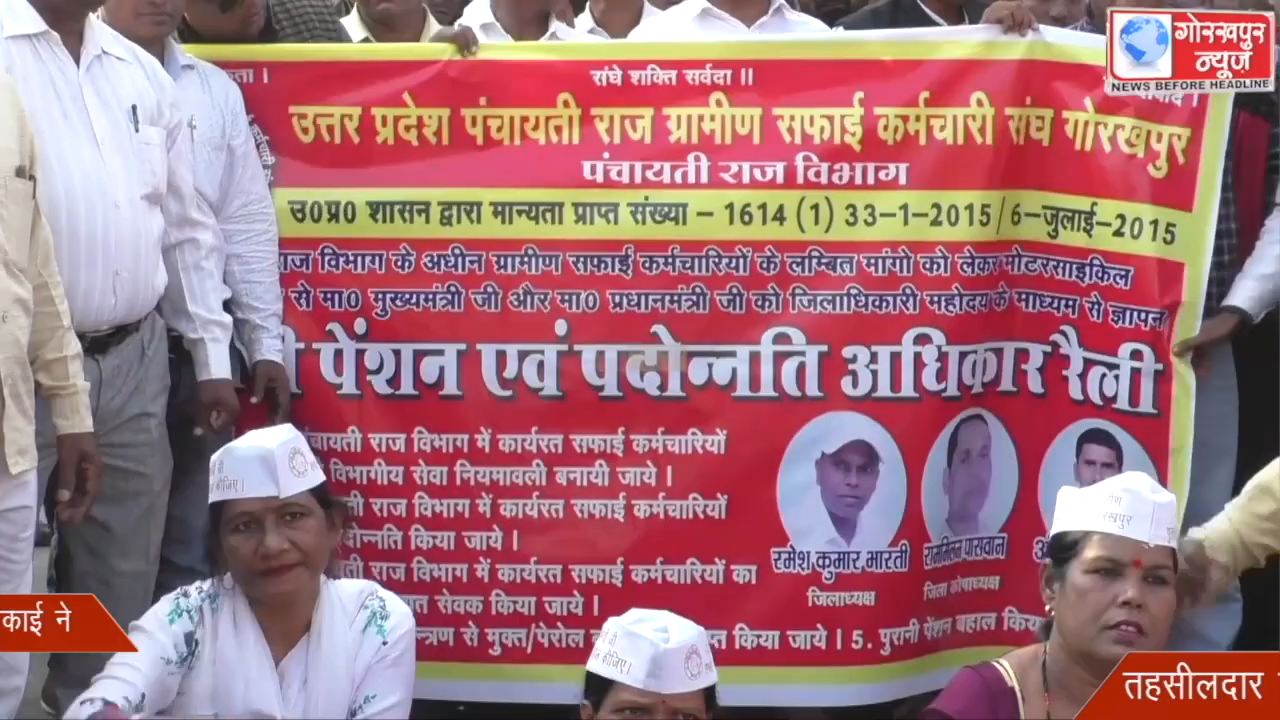 गोरखपुर
न्यूज़
NEWS BEFORE HEADLINE
संघे शक्ति सर्वदा ॥
उत्तर प्रदेश पंचायती राज ग्रामीण सफाई कर्मचारी संघ गोरखपुर
पंचायती राज विभाग
उ0प्र0 शासन द्वारा मान्यता प्राप्त संख्या – 1614 (1) 33–1–2015 / 6–जुलाई–2015
राज विभाग के अधीन ग्रामीण सफाई कर्मचारियों के लम्बित मांगो को लेकर मोटरसाइकिल
से मा0 मुख्यमंत्री जी और मा0 प्रधानमंत्री जी को जिलाधिकारी महोदय के माध्यम से ज्ञापन
पेंशन एवं पदोन्नति अधिकार रैली
पंचायती राज विभाग में कार्यरत सफाई कर्मचारियों
विभागीय सेवा नियमावली बनायी जाये ।
राज विभाग में कार्यरत सफाई कर्मचारियों
किया जाये ।
राज विभाग में कार्यरत सफाई कर्मचारियों का
सेवक किया जाये ।
से मुक्त/पेरोल
किया जाये । 5. पुरानी पेंशन बहाल
रमेश कुमार भारती
जिलाध्यक्ष
राममिलन पासवान
जिला कोषाध्यक्ष
काई ने
तहसीलदार